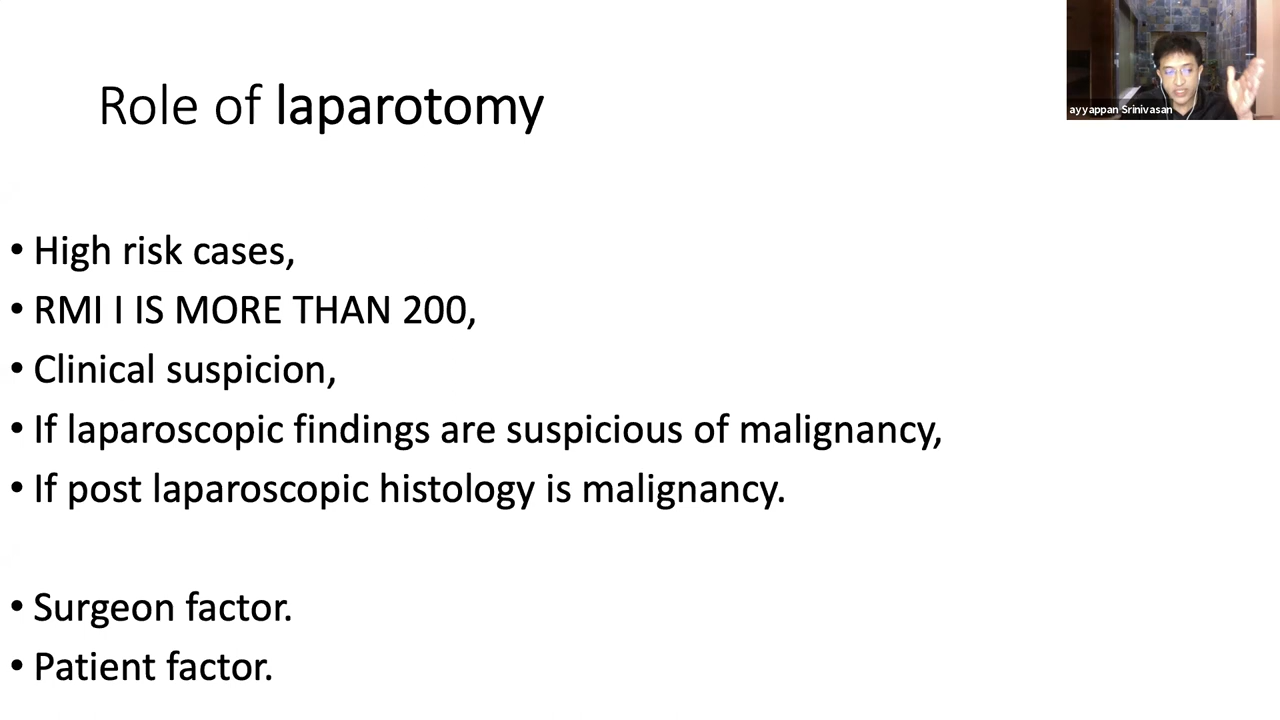 Role of laparotomy
ayyappan Srinivasan
• High risk cases,
• RMI I IS MORE THAN 200,
• Clinical suspicion,
• If laparoscopic findings are suspicious of malignancy,
• If post laparoscopic histology is malignancy.
• Surgeon factor.
• Patient factor.